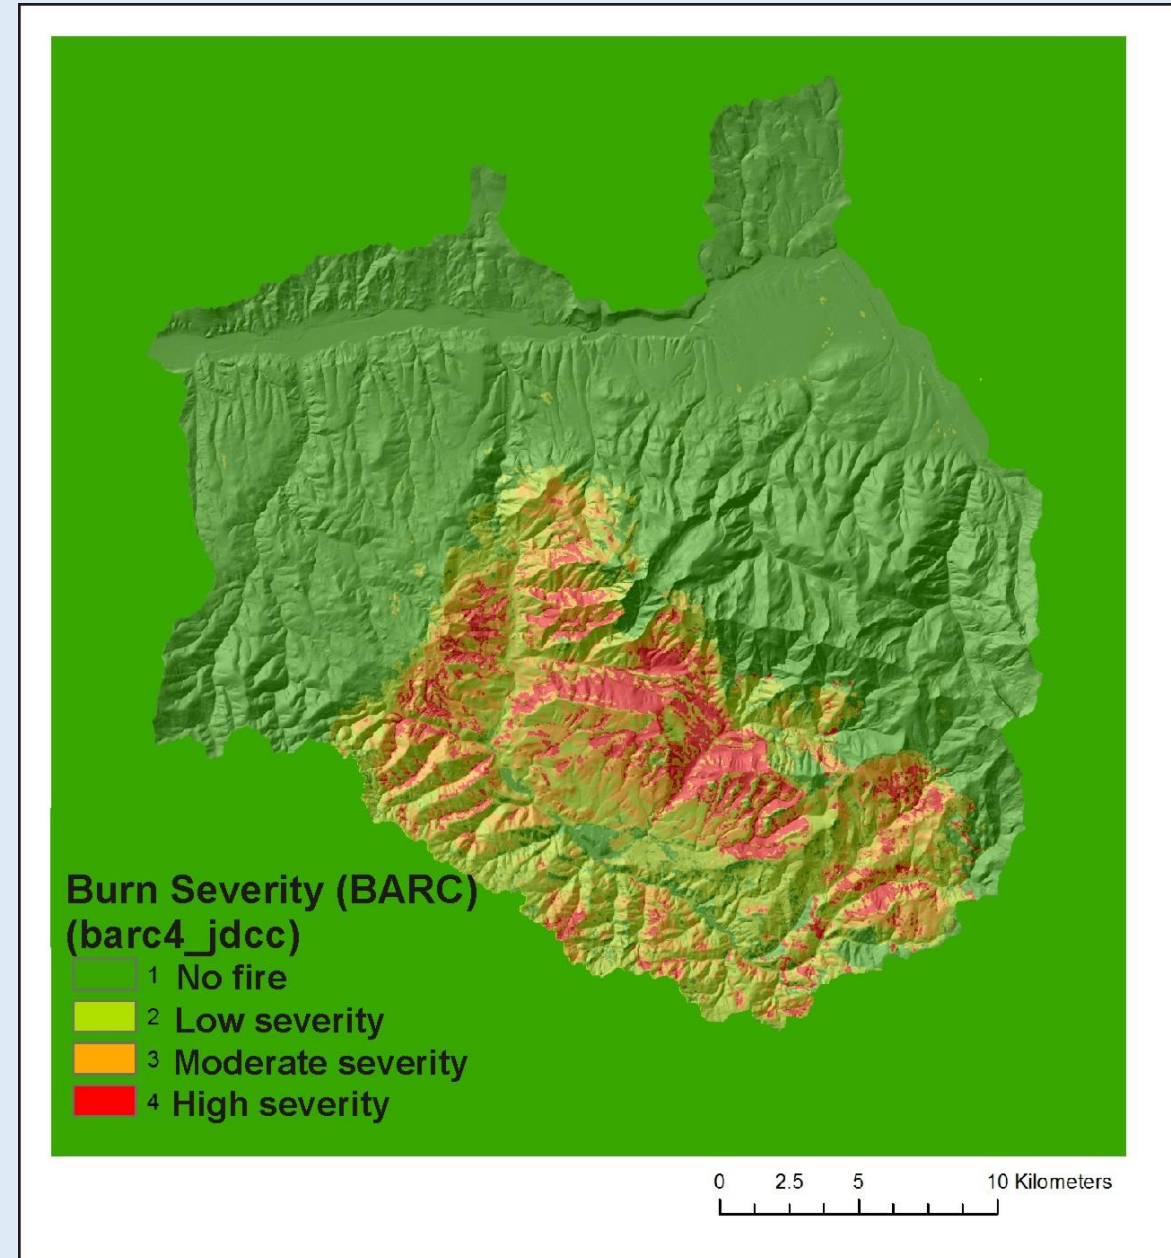 Burn Severity (BARC)
(barc4_jdcc)
1 No fire
2 Low severity
3 Moderate severity
4 High severity
0 2.5 5 10 Kilometers